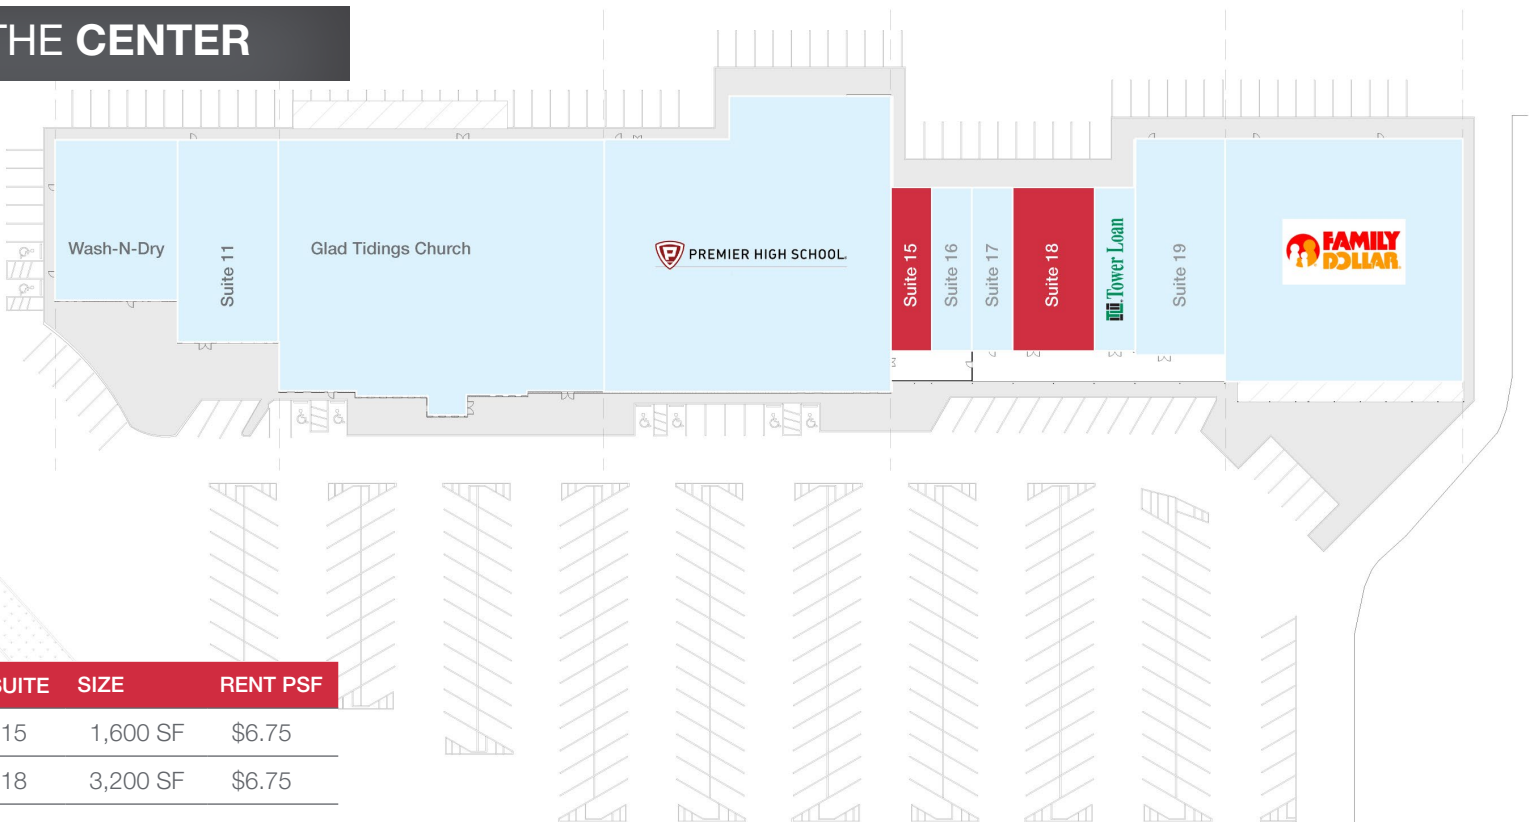 THE CENTER
Wash-N-Dry
Suite 11
Glad Tidings Church
PREMIER HIGH SCHOOL.
Suite 15
Suite 16
Suite 17
Suite 18
Tower Loan
Suite 19
FAMILY
DOLLAR
SUITE SIZE RENT PSF
15 1,600 SF $6.75
18 3,200 SF $6.75